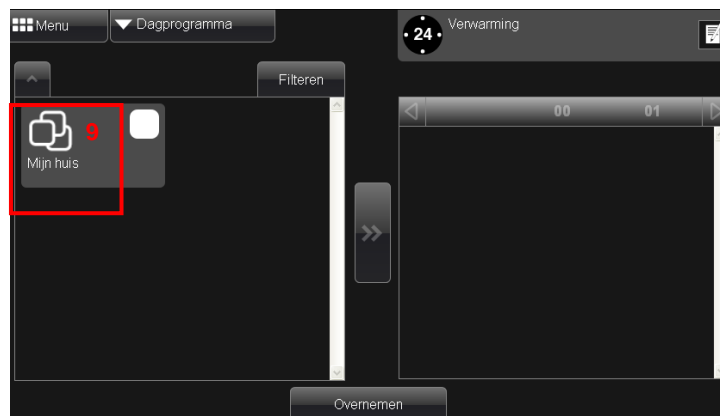 Menu
Dagprogramma
24
Verwarming
Filteren
9
Mijn huis
00
01
Overnemen